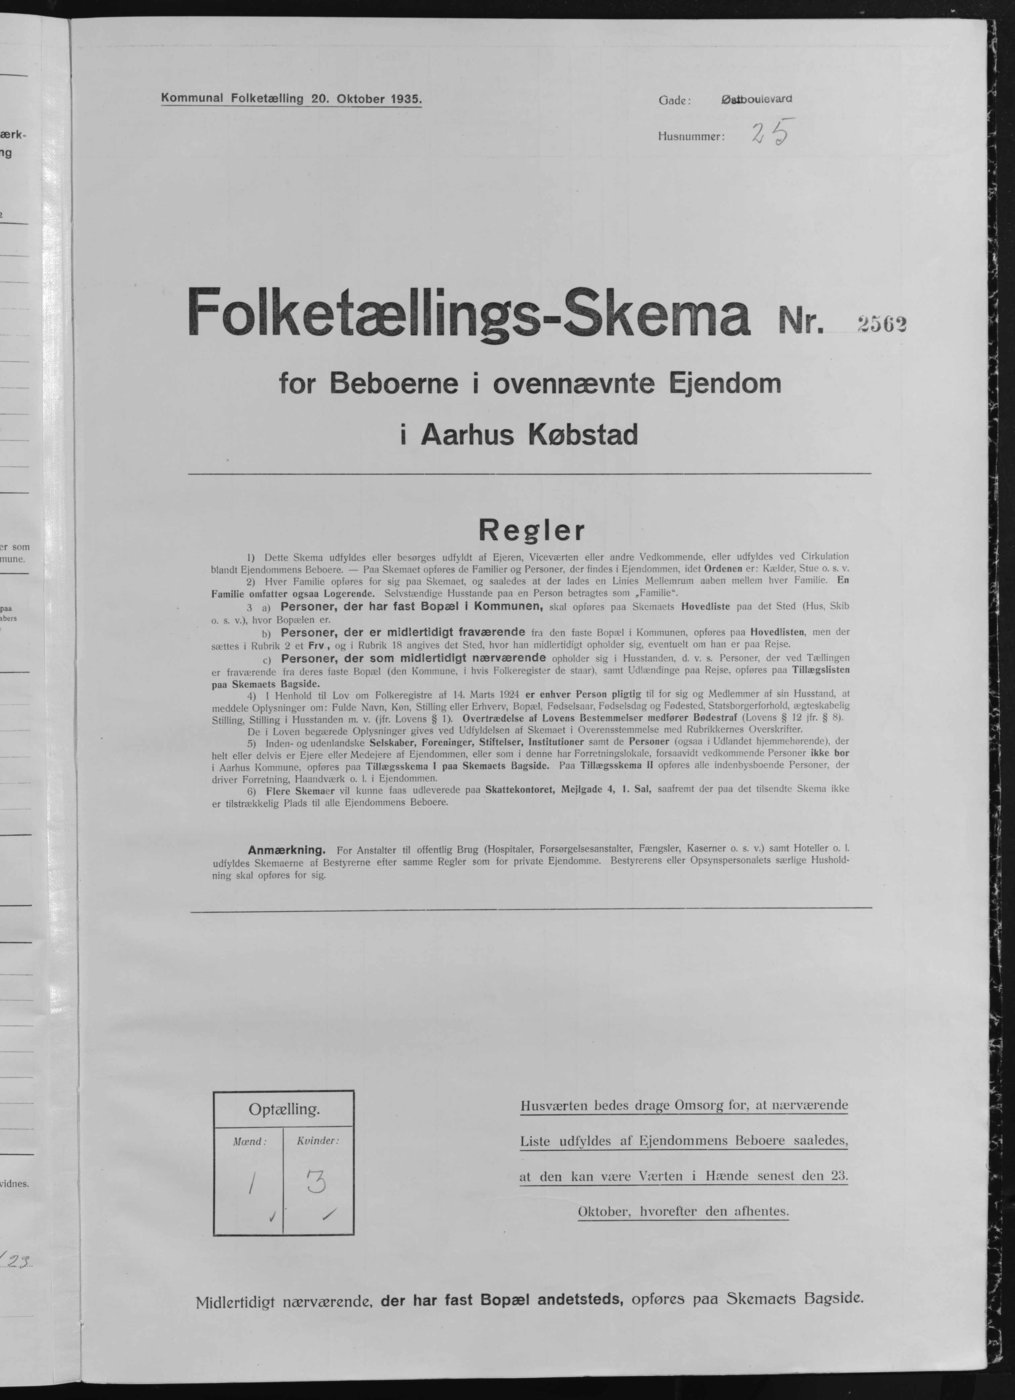 Kommunal Folketælling 20. Oktober 1935.
Gade: Østboulevard
Husnummer: 25
Folketællings-Skema Nr. 2562
for Beboerne i ovennævnte Ejendom
i Aarhus Købstad
Regler
1) Dette Skema udfyldes eller besørges udfyldt af Ejeren, Viceværten eller andre Vedkommende, eller udfyldes ved Cirkulation
blandt Ejendommens Beboere. — Paa Skemaet opføres de Familier og Personer, der findes i Ejendommen, idet Ordenen er: Kælder, Stue o. s. v.
2) Hver Familie opføres for sig paa Skemaet, og saaledes at der lades en Linies Mellemrum aaben mellem hver Familie. En
Familie omfatter ogsaa Logerende. Selvstændige Husstande paa en Person betragtes som „Familie“.
3 a) Personer, der har fast Bopæl i Kommunen, skal opføres paa Skemaets Hovedliste paa det Sted (Hus, Skib
o. s. v.), hvor Bopælen er.
b) Personer, der er midlertidigt fraværende fra den faste Bopæl i Kommunen, opføres paa Hovedlisten, men der
sættes i Rubrik 2 et Frv., og i Rubrik 18 angives det Sted, hvor han midlertidigt opholder sig, eventuelt om han er paa Rejse.
c) Personer, der som midlertidigt nærværende opholder sig i Husstanden, d. v. s. Personer, der ved Tællingen
er fraværende fra deres faste Bopæl (den Kommune, i hvis Folkeregister de staar), samt Udlændinge paa Rejse, opføres paa Tillægslisten
paa Skemaets Bagside.
4) I Henhold til Lov om Folkeregistre af 14. Marts 1924 er enhver Person pligtig til for sig og Medlemmer af sin Husstand, at
meddele Oplysninger om: Fulde Navn, Køn, Stilling eller Erhverv, Bopæl, Fødselsaar, Fødselsdag og Fødested, Statsborgerforhold, ægteskabelig
Stilling, Stilling i Husstanden m. v. (jfr. Lovens § 1). Overtrædelse af Lovens Bestemmelser medfører Bødestraf (Lovens § 12 jfr. § 8).
De i Loven begærede Oplysninger gives ved Udfyldelsen af Skemaet i Overensstemmelse med Rubrikkernes Overskrifter.
5) Inden- og udenlandske Selskaber, Foreninger, Stiftelser, Institutioner samt de Personer (ogsaa i Udlandet hjemmehørende), der
helt eller delvis er Ejere eller Medejere af Ejendommen, eller som i denne har Forretningslokale, forsaavidt vedkommende Personer ikke bor
i Aarhus Kommune, opføres paa Tillægsskema I paa Skemaets Bagside. Paa Tillægsskema II opføres alle indenbysboende Personer, der
driver Forretning, Haandværk o. l. i Ejendommen.
6) Flere Skemaer vil kunne faas udleverede paa Skattekontoret, Mejlgade 4, 1. Sal, saafremt der paa det tilsendte Skema ikke
er tilstrækkelig Plads til alle Ejendommens Beboere.
Anmærkning. For Anstalter til offentlig Brug (Hospitaler, Forsørgelsesanstalter, Fængsler, Kaserner o. s. v.) samt Hoteller o. l.
udfyldes Skemaerne af Bestyrerne efter samme Regler som for private Ejendomme. Bestyrerens eller Opsynspersonalets særlige Hushold-
ning skal opføres for sig.
Optælling.
Mænd: Kvinder:
1 3
Husværten bedes drage Omsorg for, at nærværende
Liste udfyldes af Ejendommens Beboere saaledes,
at den kan være Værten i Hænde senest den 23.
Oktober, hvorefter den afhentes.
Midlertidigt nærværende, der har fast Bopæl andetsteds, opføres paa Skemaets Bagside.